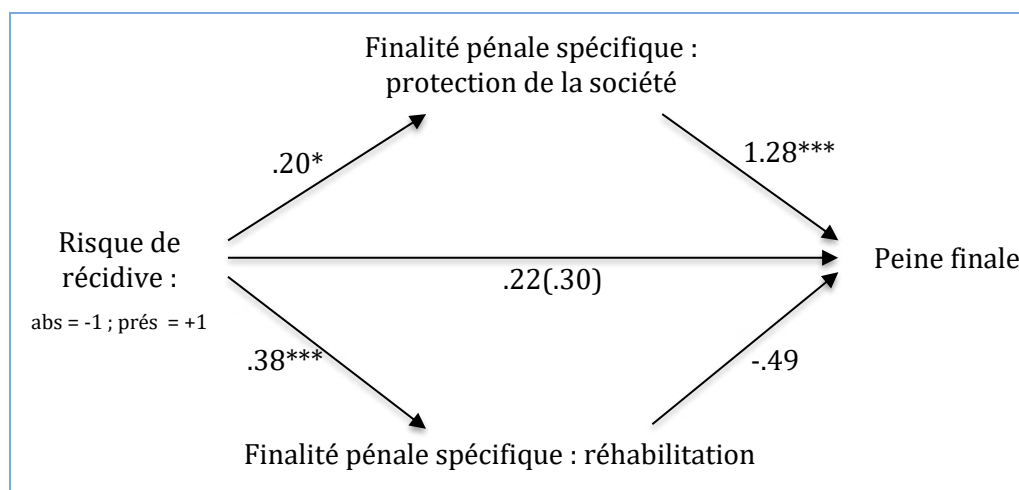 Finalité pénale spécifique :
protection de la société
.20*
1.28***
Risque de
récidive :
abs = -1 ; prés = +1
.22(.30)
Peine finale
.38***
-.49
Finalité pénale spécifique : réhabilitation